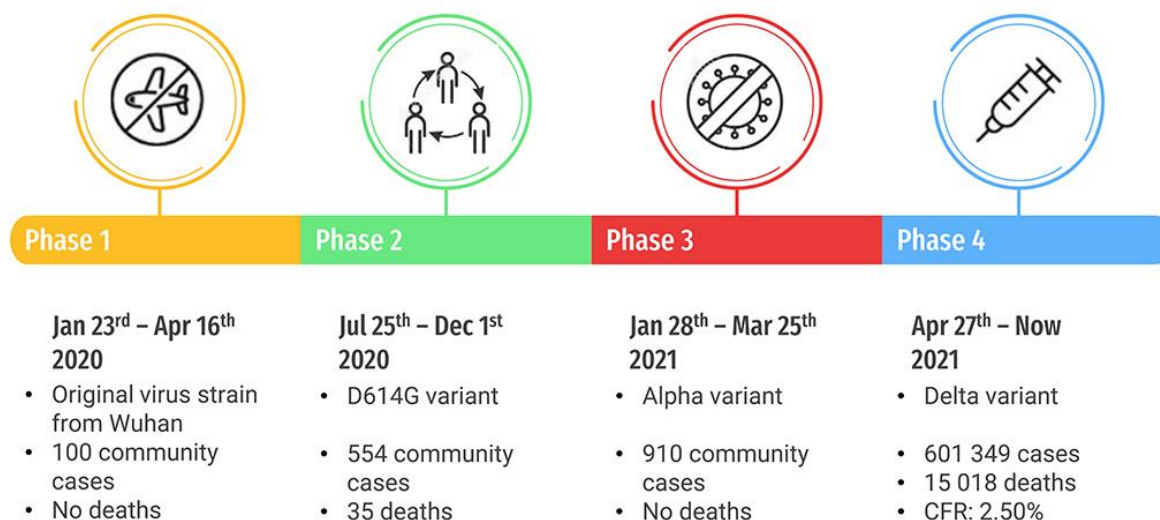 Phase 1
Phase 2
Phase 3
Phase 4
Jan 23rd – Apr 16th
2020
• Original virus strain
from Wuhan
• 100 community
cases
• No deaths
Jul 25th – Dec 1st
2020
• D614G variant
• 554 community
cases
• 35 deaths
Jan 28th – Mar 25th
2021
• Alpha variant
• 910 community
cases
• No deaths
Apr 27th – Now
2021
• Delta variant
• 601 349 cases
• 15 018 deaths
• CFR: 2.50%